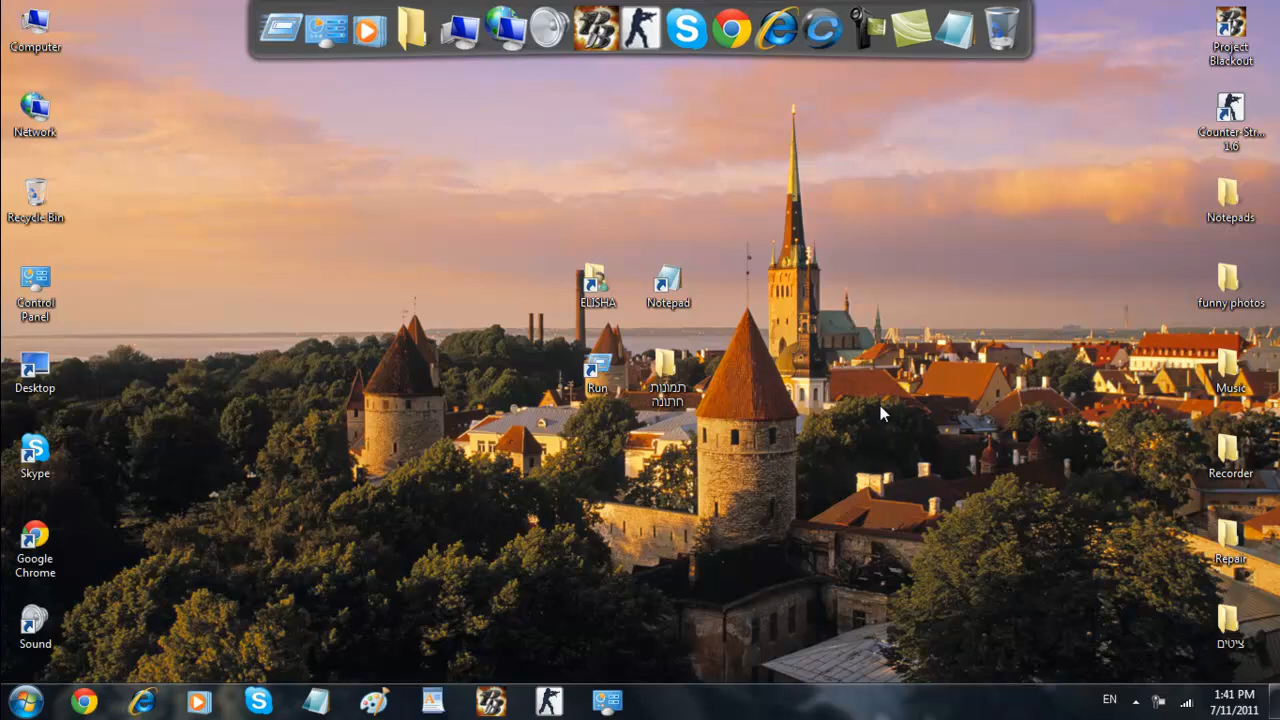 Computer
Network
Recycle Bin
Control
Panel
Desktop
Skype
Google
Chrome
Sound
ELISHA
Notepad
Run
תמונות
חתונה
Project
Blackout
Counter-Str...
1.6
Notepads
funny photos
Music
Recorder
Repair
ציטים
EN
1:41 PM
7/11/2011